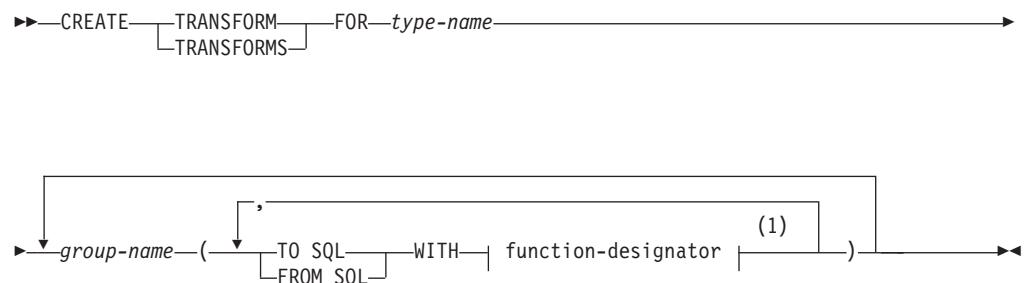 CREATE TRANSFORM FOR type-name
TRANSFORMS
,
(1)
group-name ( TO SQL WITH function-designator )
FROM SQL